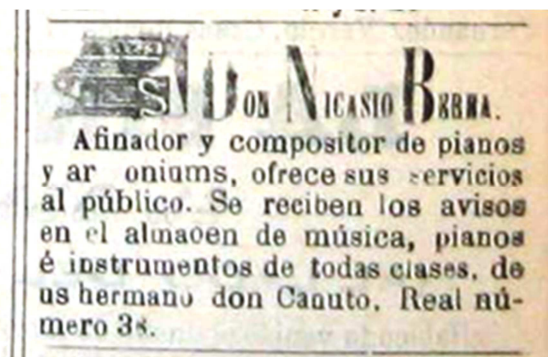 DON NICASIO BERNA.
Afinador y compositor de pianos
y ar oniums, ofrece sus servicios
al público. Se reciben los avisos
en el almacen de música, pianos
é instrumentos de todas clases, de
us hermano don Canuto. Real nú-
mero 38.